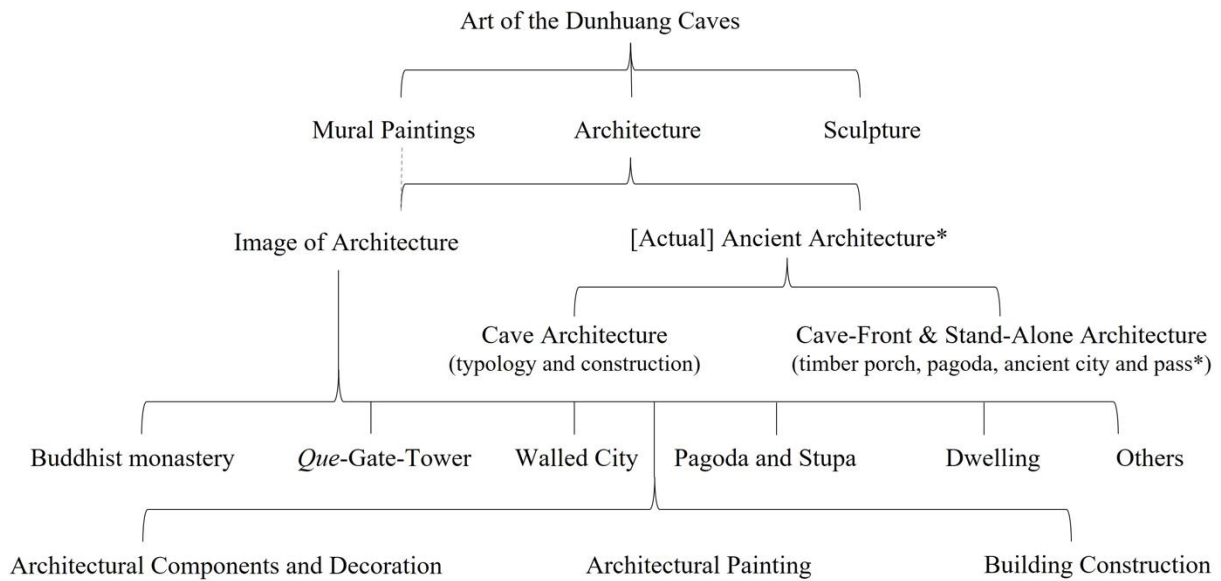 Art of the Dunhuang Caves
Mural Paintings
Architecture
Sculpture
Image of Architecture
[Actual] Ancient Architecture*
Cave Architecture
(typology and construction)
Cave-Front & Stand-Alone Architecture
(timber porch, pagoda, ancient city and pass*)
Buddhist monastery
Que-Gate-Tower
Walled City
Pagoda and Stupa
Dwelling
Others
Architectural Components and Decoration
Architectural Painting
Building Construction